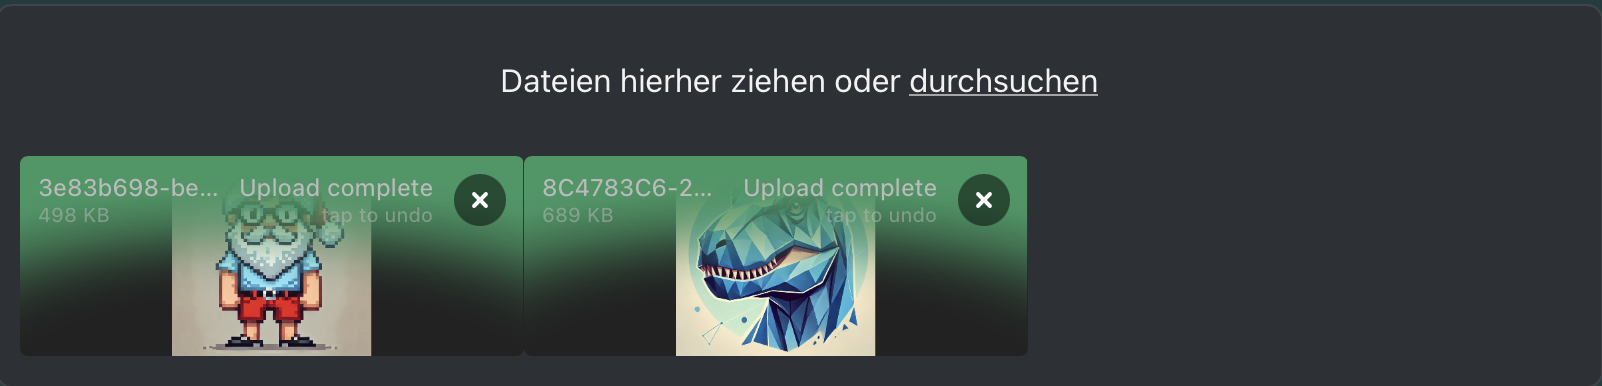 Dateien hierher ziehen oder durchsuchen
3e83b698-be... Upload complete
498 KB tap to undo
8C4783C6-2... Upload complete
689 KB tap to undo